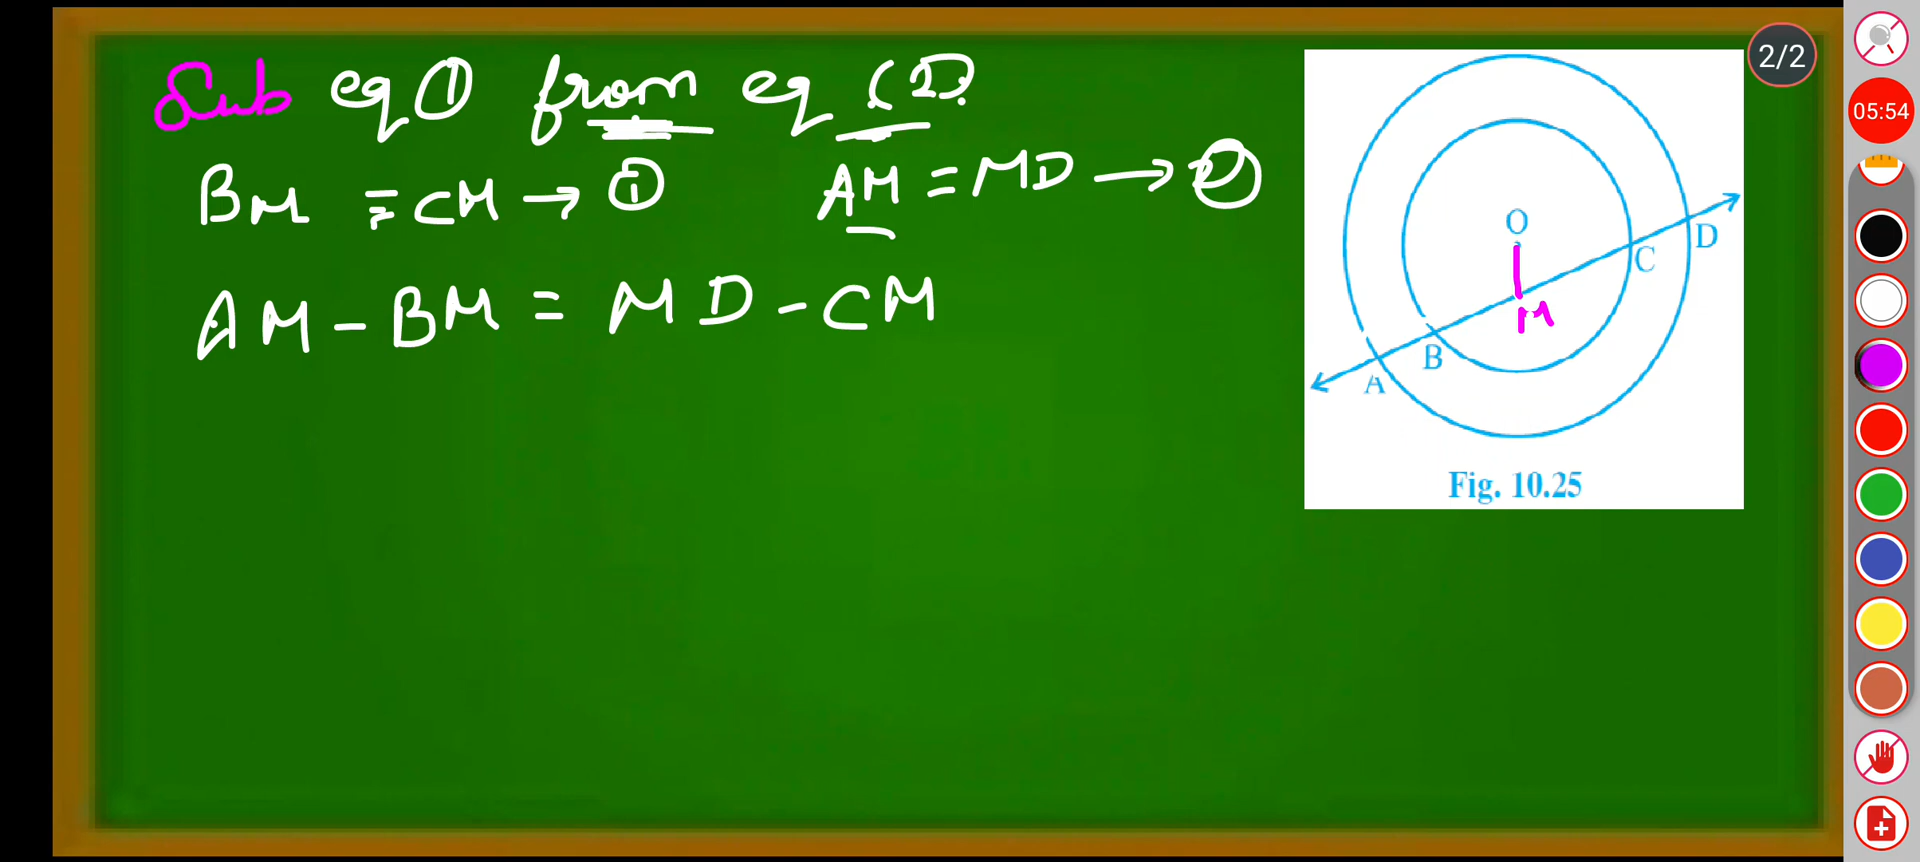 Sub eq ① from eq (2).
BM = CM → ① AM = MD → ②
AM - BM = MD - CM
O
M
A
B
C
D
Fig. 10.25
2/2
05:54